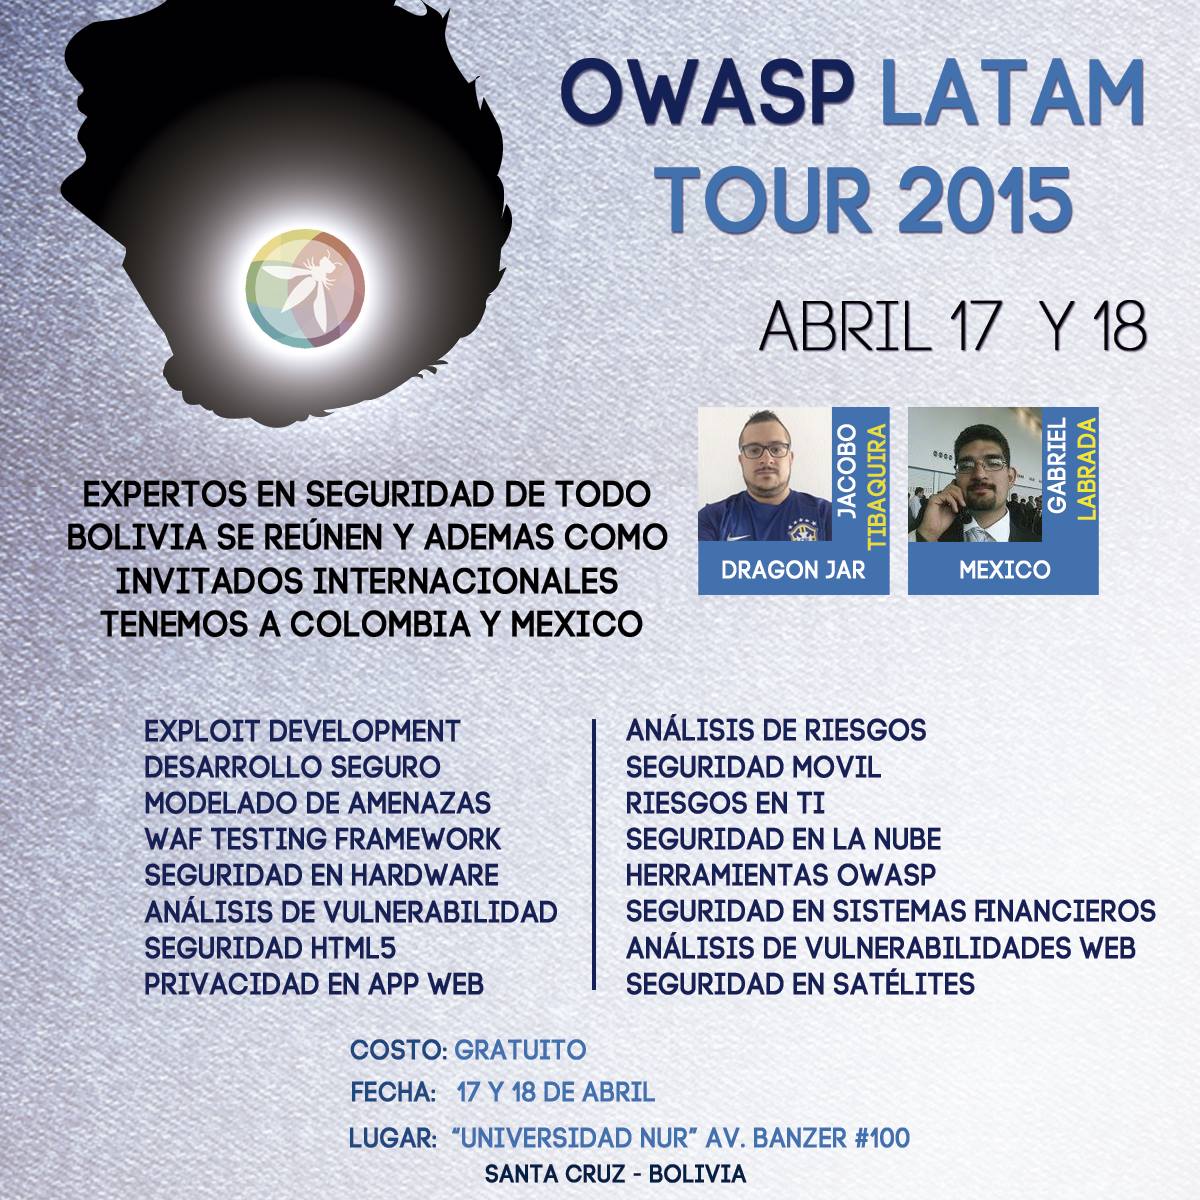 OWASP LATAM
TOUR 2015
ABRIL 17 Y 18
JACOBO
TIBAQUIRA
DRAGON JAR
GABRIEL
LABRADA
MEXICO
EXPERTOS EN SEGURIDAD DE TODO
BOLIVIA SE REÚNEN Y ADEMAS COMO
INVITADOS INTERNACIONALES
TENEMOS A COLOMBIA Y MEXICO
EXPLOIT DEVELOPMENT
DESARROLLO SEGURO
MODELADO DE AMENAZAS
WAF TESTING FRAMEWORK
SEGURIDAD EN HARDWARE
ANÁLISIS DE VULNERABILIDAD
SEGURIDAD HTML5
PRIVACIDAD EN APP WEB
ANÁLISIS DE RIESGOS
SEGURIDAD MOVIL
RIESGOS EN TI
SEGURIDAD EN LA NUBE
HERRAMIENTAS OWASP
SEGURIDAD EN SISTEMAS FINANCIEROS
ANÁLISIS DE VULNERABILIDADES WEB
SEGURIDAD EN SATÉLITES
COSTO: GRATUITO
FECHA: 17 Y 18 DE ABRIL
LUGAR: “UNIVERSIDAD NUR” AV. BANZER #100
SANTA CRUZ - BOLIVIA